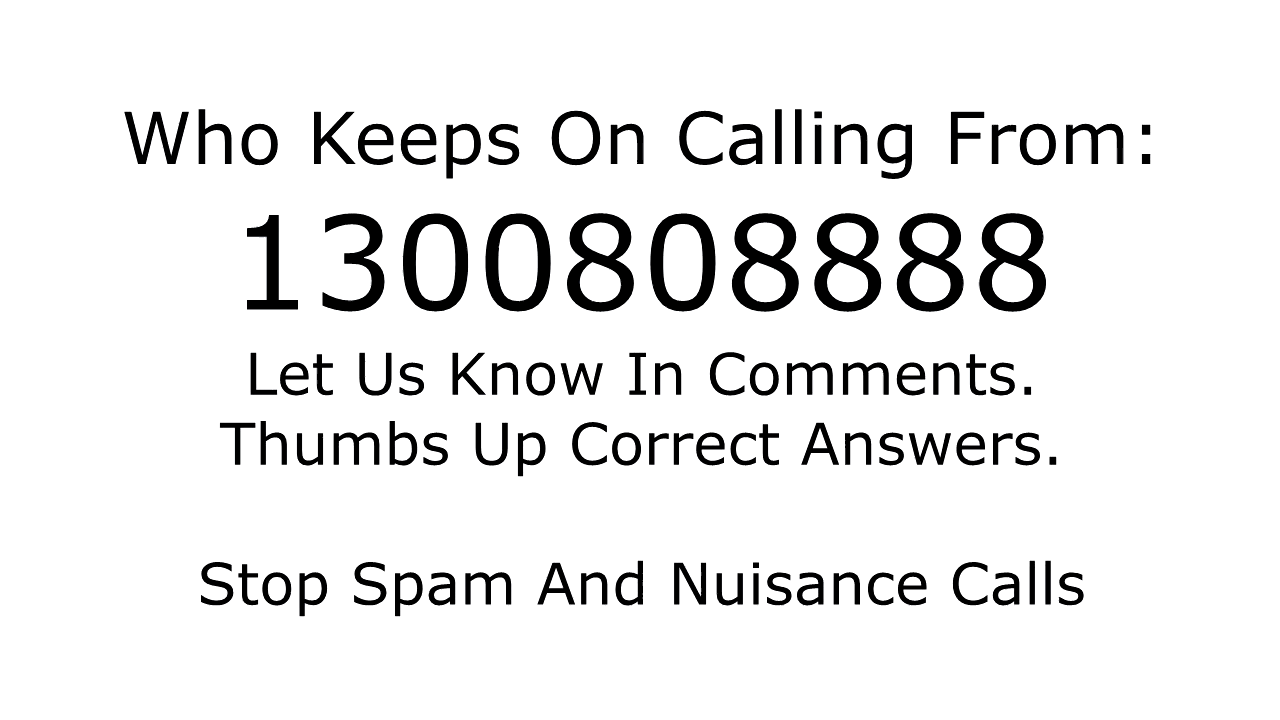 Who Keeps On Calling From:
1300808888
Let Us Know In Comments.
Thumbs Up Correct Answers.
Stop Spam And Nuisance Calls